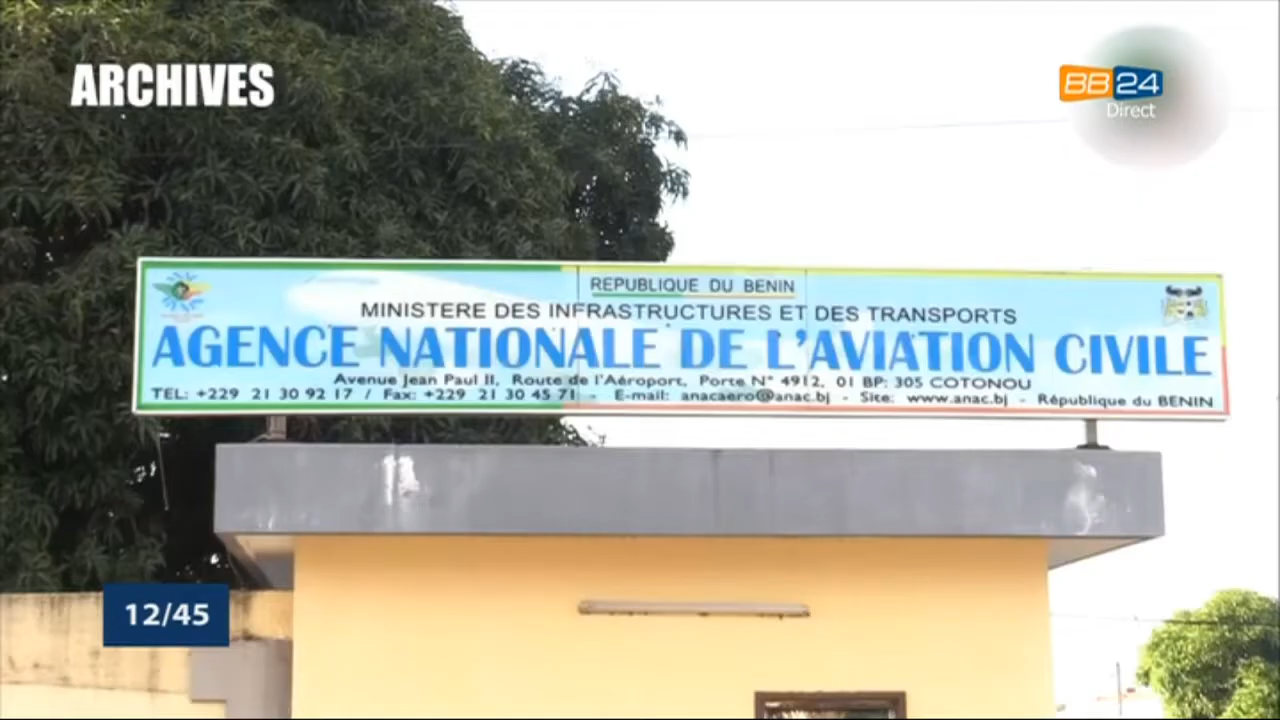 ARCHIVES
BB24
Direct
REPUBLIQUE DU BENIN
MINISTERE DES INFRASTRUCTURES ET DES TRANSPORTS
AGENCE NATIONALE DE L'AVIATION CIVILE
Avenue Jean Paul II, Route de l'Aéroport, Porte N° 4912, 01 BP: 305 COTONOU
TEL: +229 21 30 92 17 / Fax: +229 21 30 45 71 - E-mail: anacaero@anac.bj - Site: www.anac.bj - République du BENIN
12/45